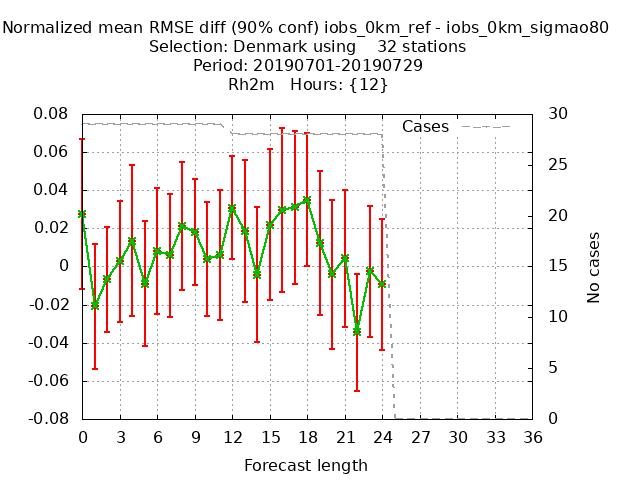 Normalized mean RMSE diff (90% conf) iobs_0km_ref - iobs_0km_sigmao80
Selection: Denmark using    32 stations
Period: 20190701-20190729
Rh2m   Hours: {12}
Cases
0.08
0.06
0.04
0.02
0
-0.02
-0.04
-0.06
-0.08
30
25
20
15
10
5
0
No cases
0 3 6 9 12 15 18 21 24 27 30 33 36
Forecast length